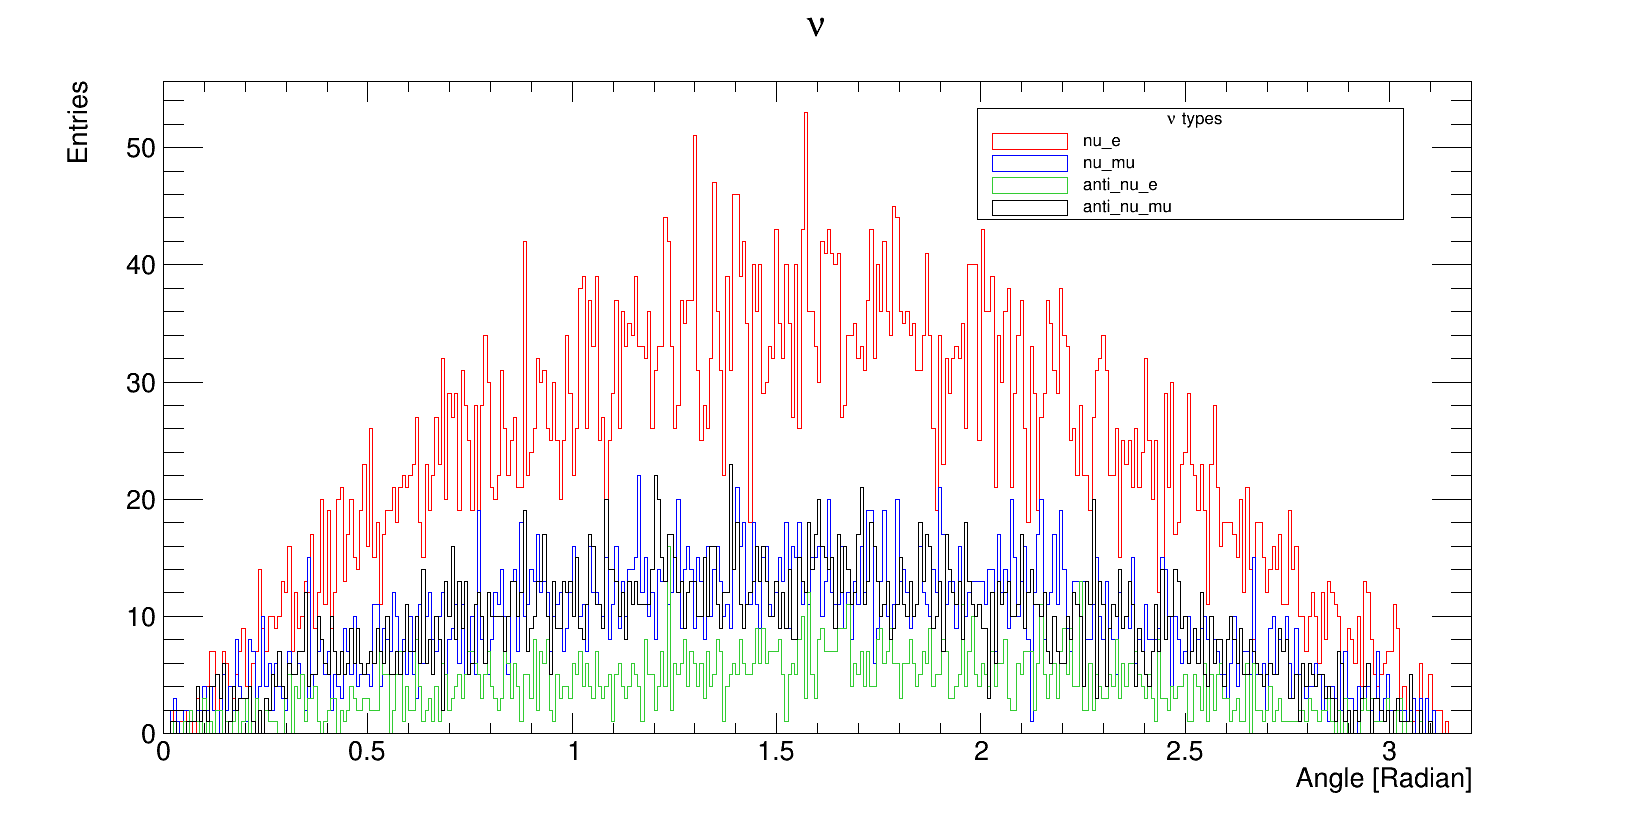 ν
Entries
50
40
30
20
10
0
ν types
nu_e
nu_mu
anti_nu_e
anti_nu_mu
0 0.5 1 1.5 2 2.5 3
Angle [Radian]